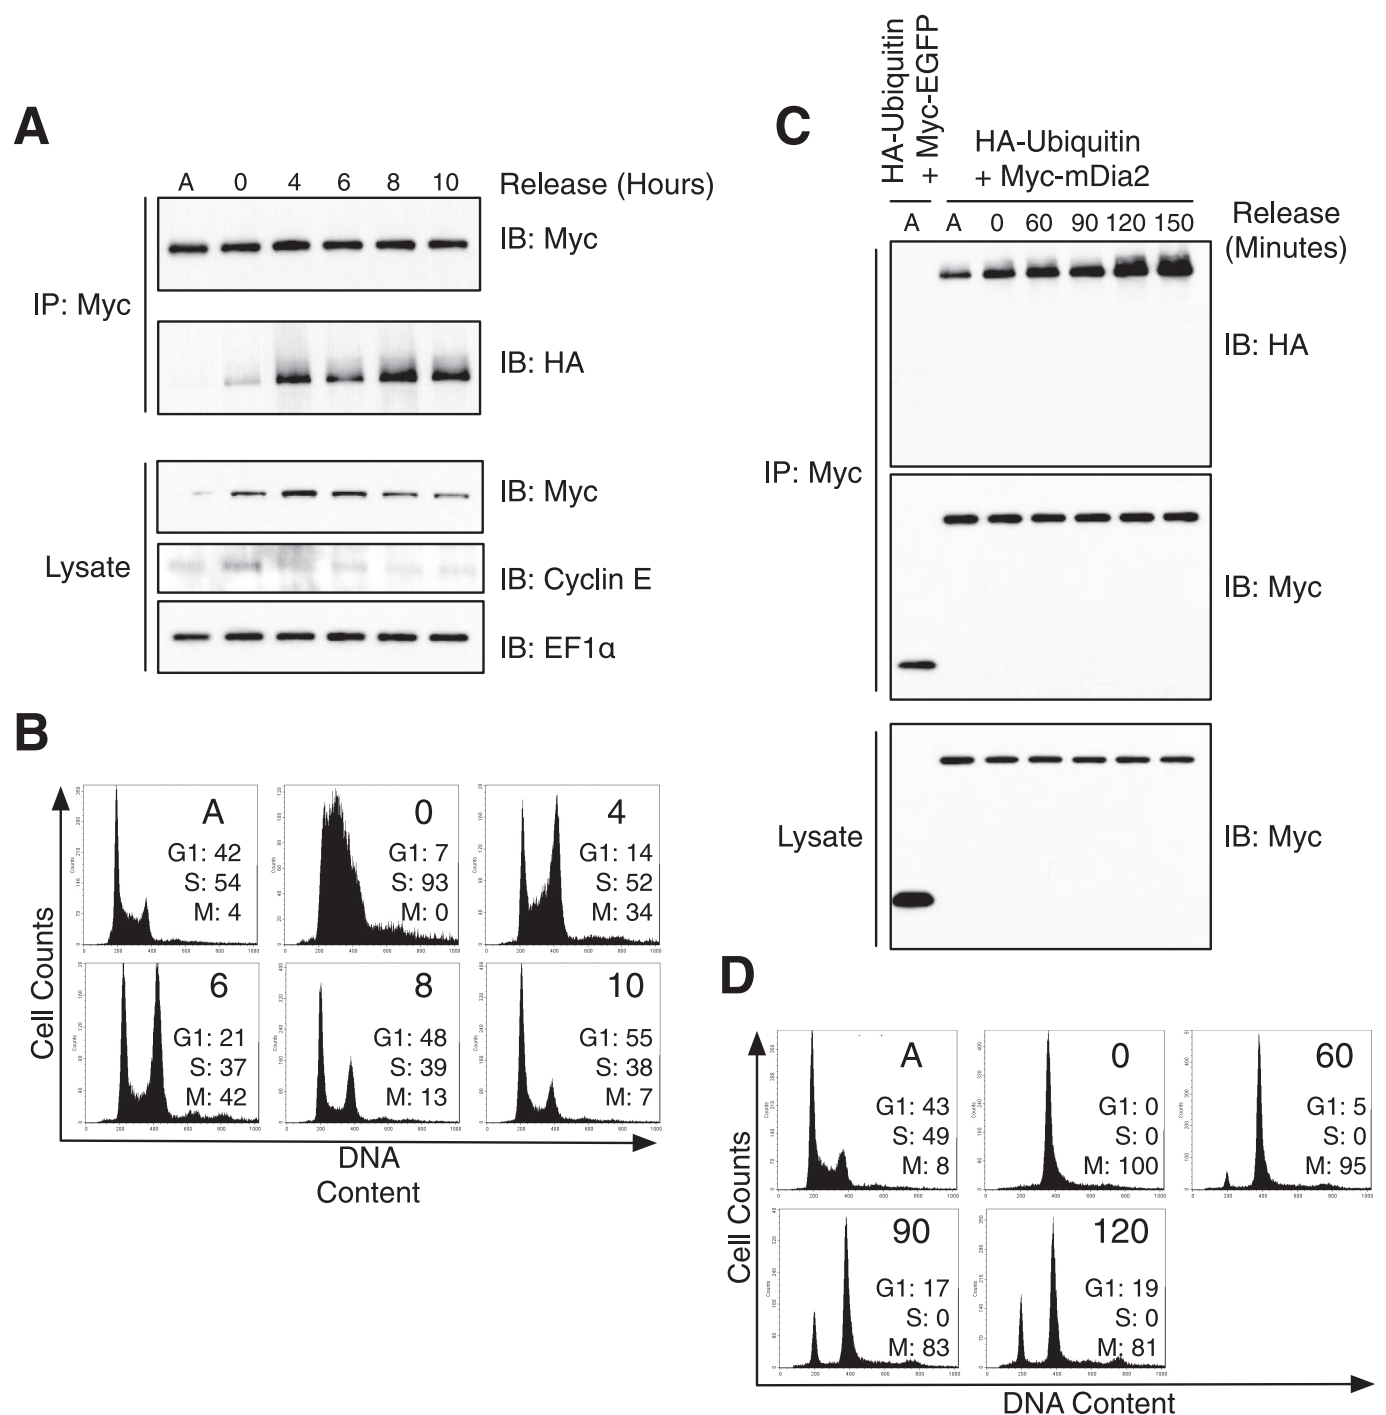 A
A 0 4 6 8 10 Release (Hours)
IB: Myc
IP: Myc
IB: HA
IB: Myc
Lysate
IB: Cyclin E
IB: EF1α
B
Cell Counts
A
G1: 42
S: 54
M: 4
0
G1: 7
S: 93
M: 0
4
G1: 14
S: 52
M: 34
6
G1: 21
S: 37
M: 42
8
G1: 48
S: 39
M: 13
10
G1: 55
S: 38
M: 7
DNA
Content
C
HA-Ubiquitin
+ Myc-EGFP
HA-Ubiquitin
+ Myc-mDia2
A A 0 60 90 120 150
Release
(Minutes)
IB: HA
IP: Myc
IB: Myc
Lysate
IB: Myc
D
Cell Counts
A
G1: 43
S: 49
M: 8
0
G1: 0
S: 0
M: 100
60
G1: 5
S: 0
M: 95
90
G1: 17
S: 0
M: 83
120
G1: 19
S: 0
M: 81
DNA Content